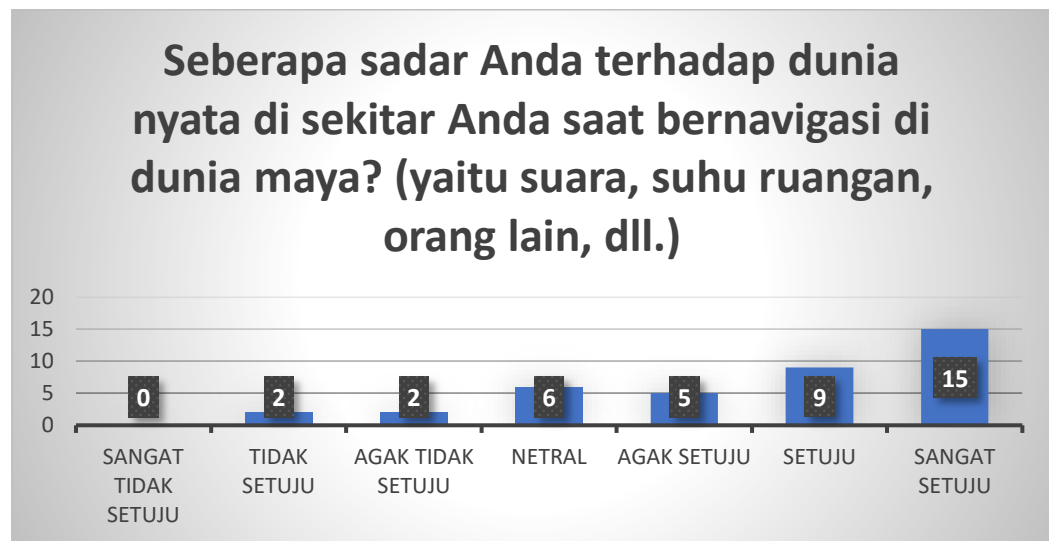 Seberapa sadar Anda terhadap dunia
nyata di sekitar Anda saat bernavigasi di
dunia maya? (yaitu suara, suhu ruangan,
orang lain, dll.)
20
15
10
5
0
0
2
2
6
5
9
15
SANGAT
TIDAK
SETUJU
TIDAK
SETUJU
AGAK TIDAK
SETUJU
NETRAL
AGAK SETUJU
SETUJU
SANGAT
SETUJU